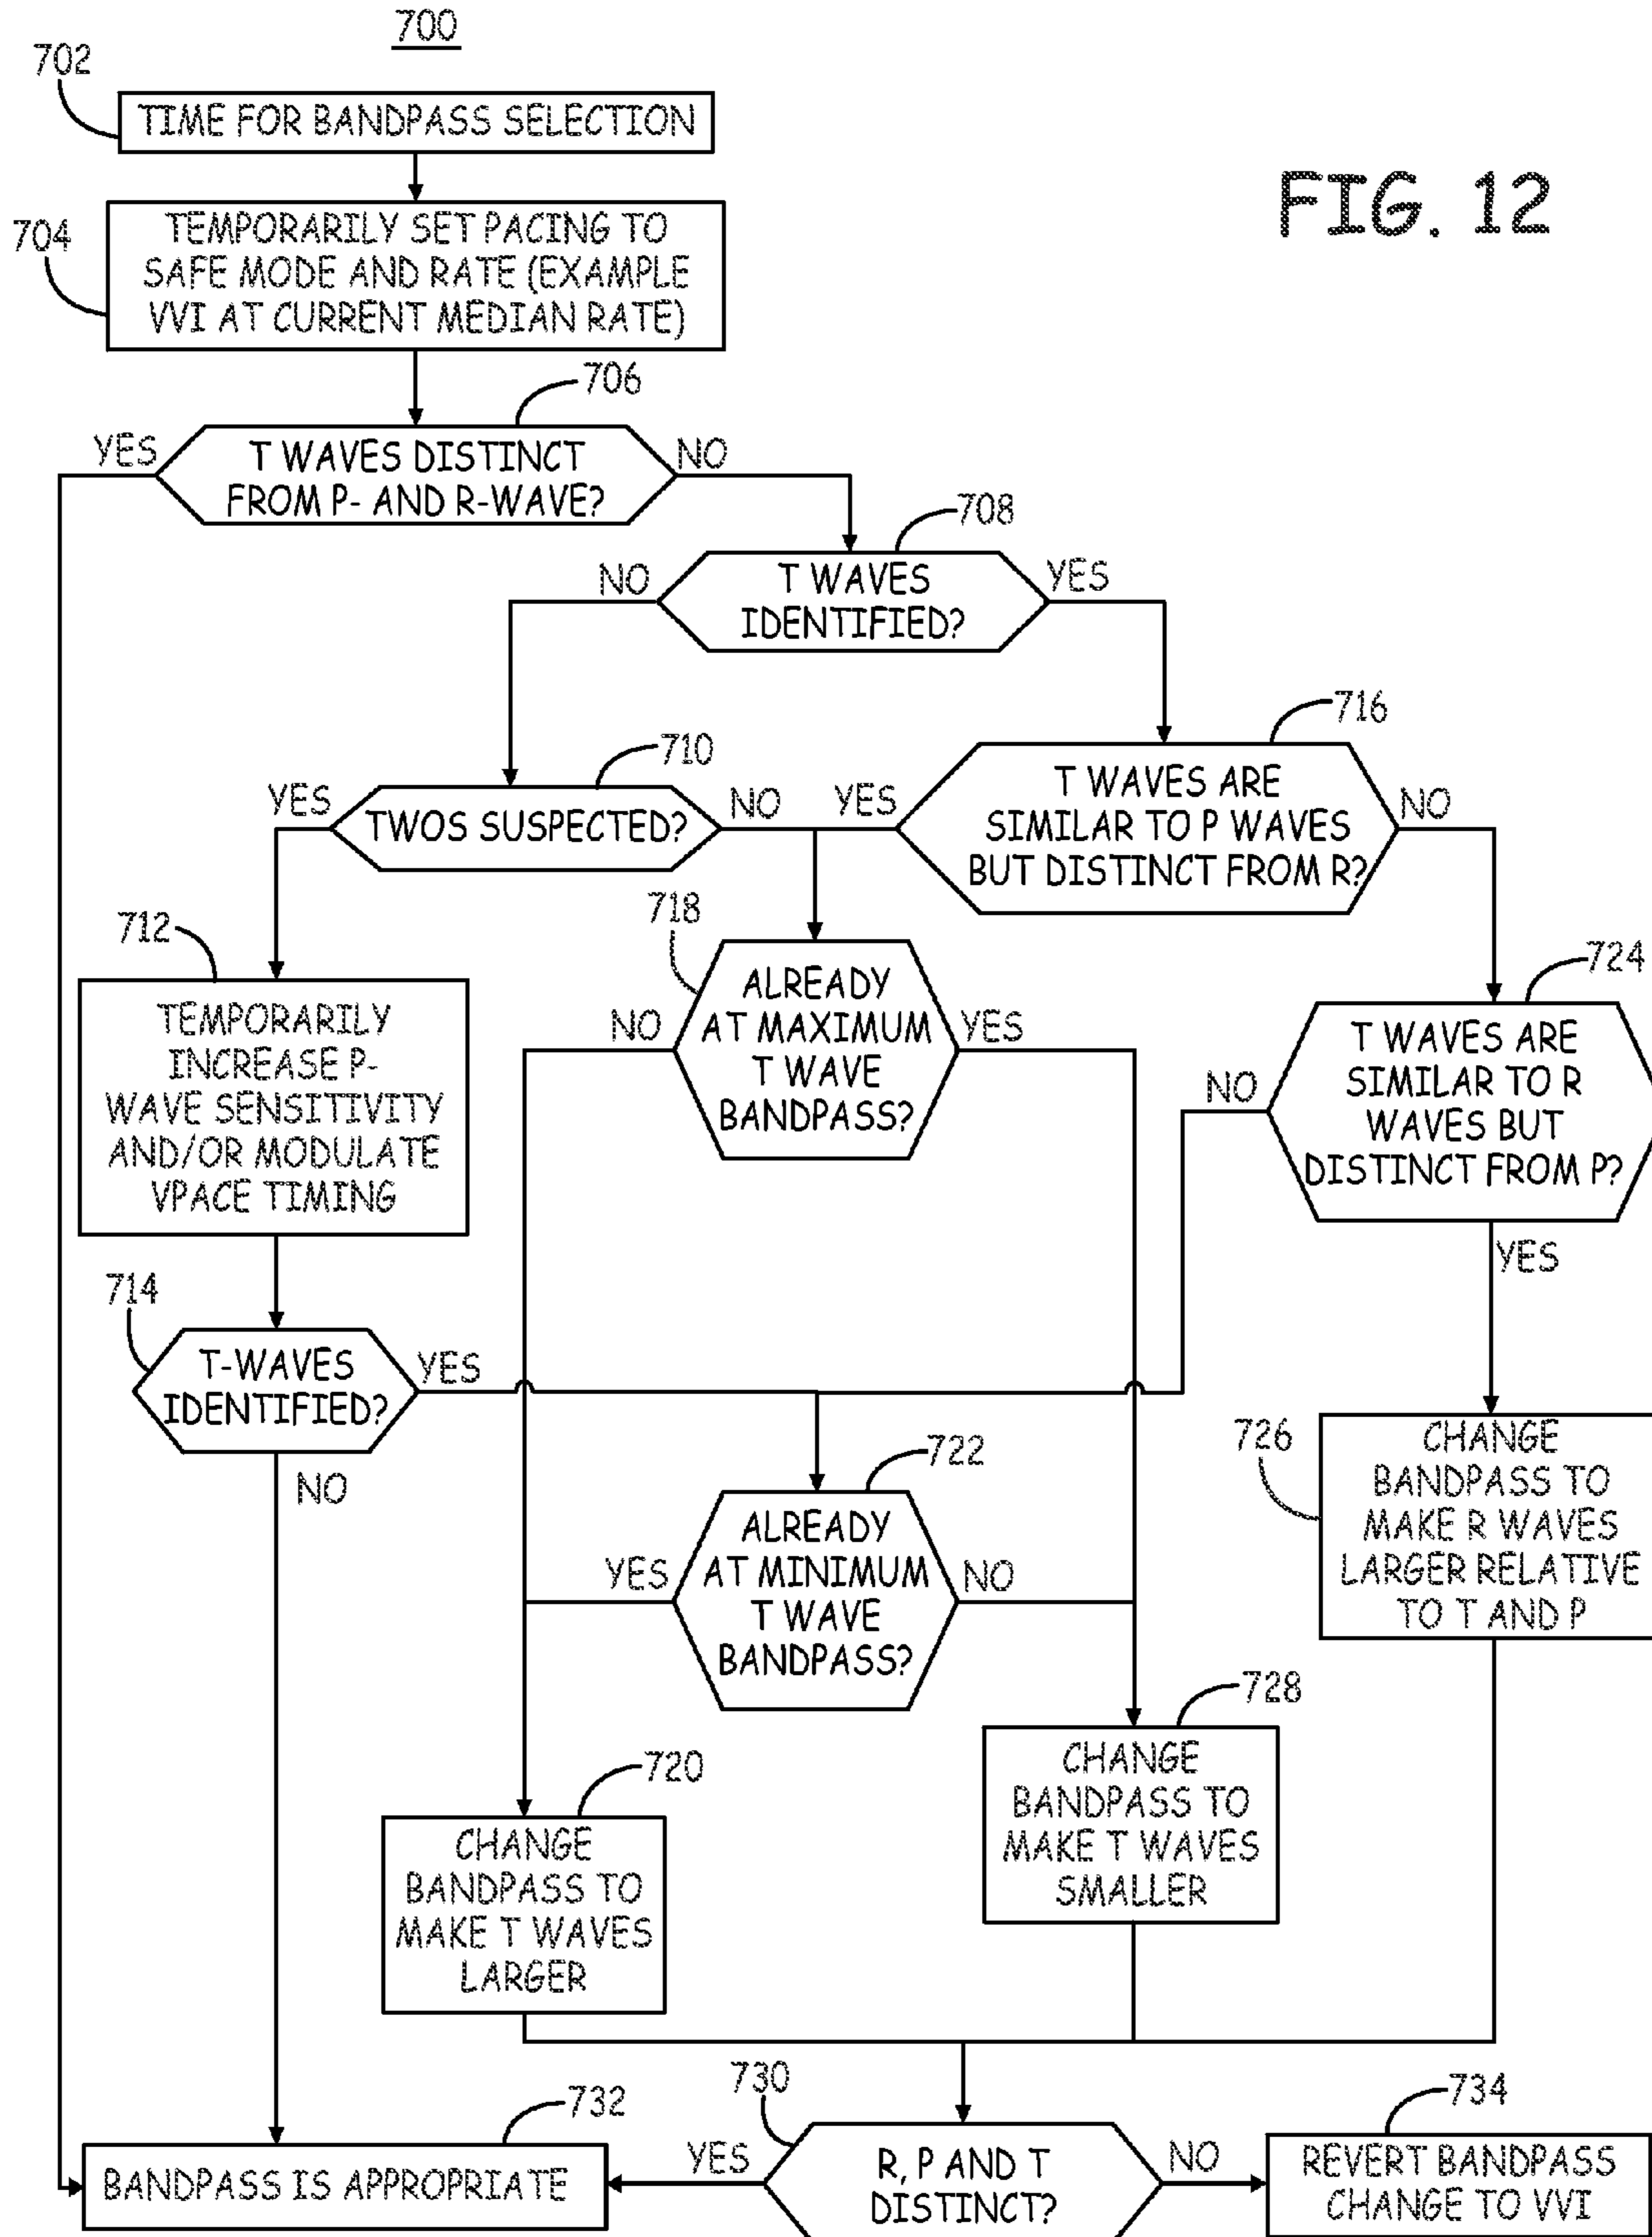 700
702
TIME FOR BANDPASS SELECTION
FIG. 12
704
TEMPORARILY SET PACING TO
SAFE MODE AND RATE (EXAMPLE
VVI AT CURRENT MEDIAN RATE)
706
YES
T WAVES DISTINCT
FROM P- AND R-WAVE?
NO
708
NO
T WAVES
IDENTIFIED?
YES
710
YES
TWOS SUSPECTED?
NO
716
YES
T WAVES ARE
SIMILAR TO P WAVES
BUT DISTINCT FROM R?
NO
712
TEMPORARILY
INCREASE P-
WAVE SENSITIVITY
AND/OR MODULATE
VPACE TIMING
718
NO
ALREADY
AT MAXIMUM
T WAVE
BANDPASS?
YES
724
NO
T WAVES ARE
SIMILAR TO R
WAVES BUT
DISTINCT FROM P?
YES
714
T-WAVES
IDENTIFIED?
YES
NO
722
YES
ALREADY
AT MINIMUM
T WAVE
BANDPASS?
NO
726
CHANGE
BANDPASS TO
MAKE R WAVES
LARGER RELATIVE
TO T AND P
720
CHANGE
BANDPASS TO
MAKE T WAVES
LARGER
728
CHANGE
BANDPASS TO
MAKE T WAVES
SMALLER
732
BANDPASS IS APPROPRIATE
730
YES
R, P AND T
DISTINCT?
NO
734
REVERT BANDPASS
CHANGE TO VVI